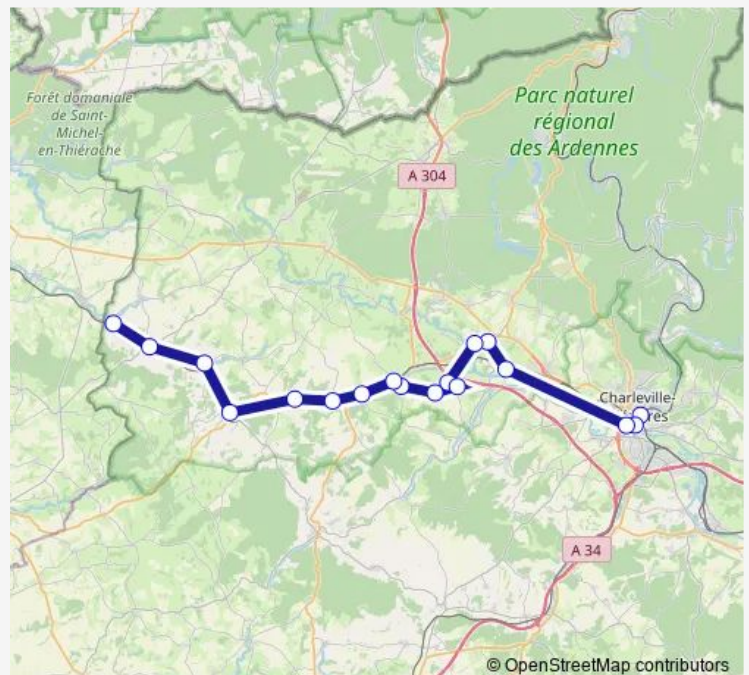 Forêt domaniale
de Saint-
Michel-
en-Thiérache
Parc naturel
régional
des Ardennes
A 304
Charleville-
A 34
© OpenStreetMap contributors